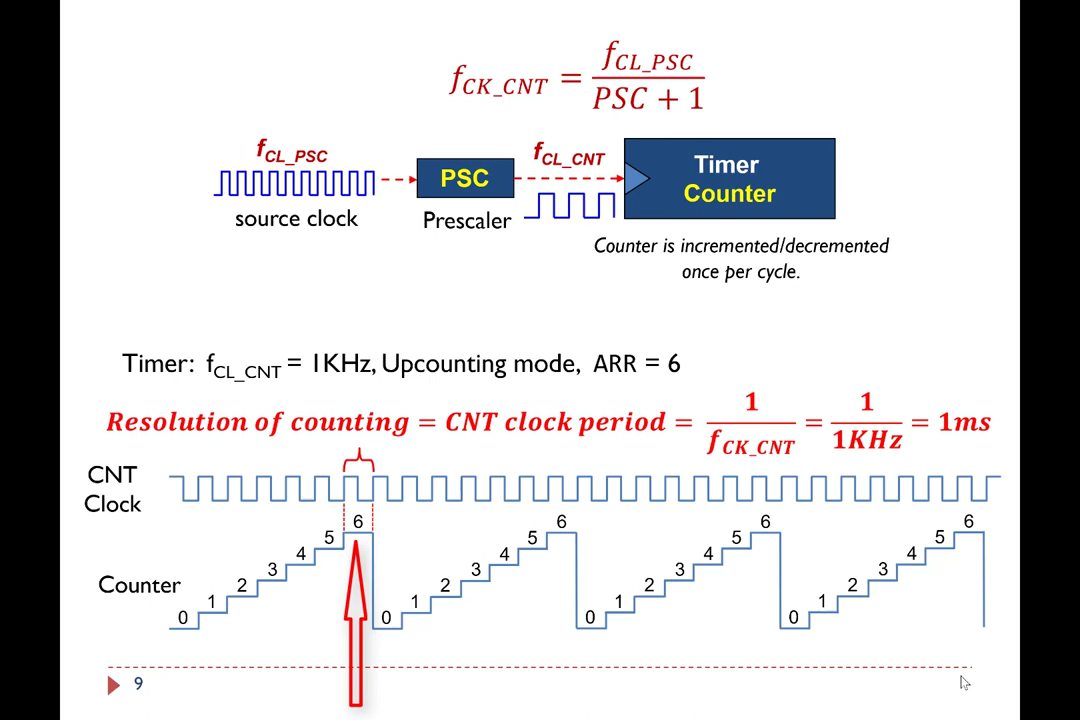 f_CK_CNT = f_CL_PSC / (PSC + 1)
f_CL_PSC
f_CL_CNT
PSC
Timer
Counter
source clock
Prescaler
Counter is incremented/decremented
once per cycle.
Timer: f_CL_CNT = 1KHz, Upcounting mode, ARR = 6
Resolution of counting = CNT clock period = 1 / f_CK_CNT = 1 / 1KHz = 1ms
CNT
Clock
Counter
0 1 2 3 4 5 6 0 1 2 3 4 5 6 0 1 2 3 4 5 6 0 1 2 3 4 5 6
9